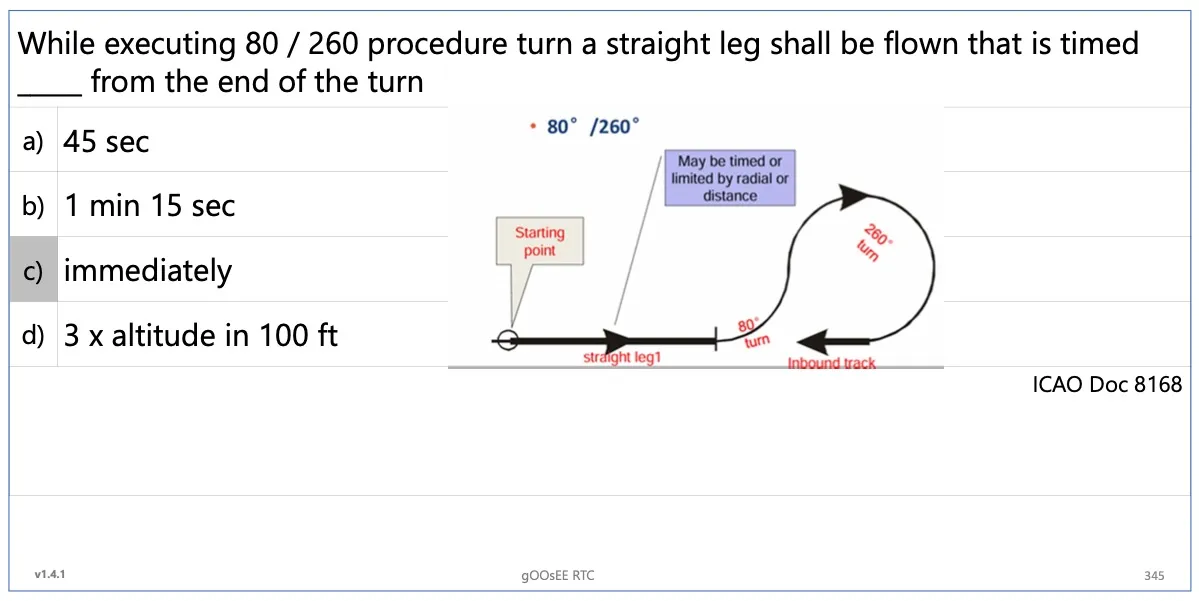 While executing 80 / 260 procedure turn a straight leg shall be flown that is timed
_____ from the end of the turn
a) 45 sec
b) 1 min 15 sec
c) immediately
d) 3 x altitude in 100 ft
• 80° /260°
May be timed or
limited by radial or
distance
Starting
point
260°
turn
80°
turn
straight leg1
Inbound track
ICAO Doc 8168
v1.4.1
gOOsEE RTC
345